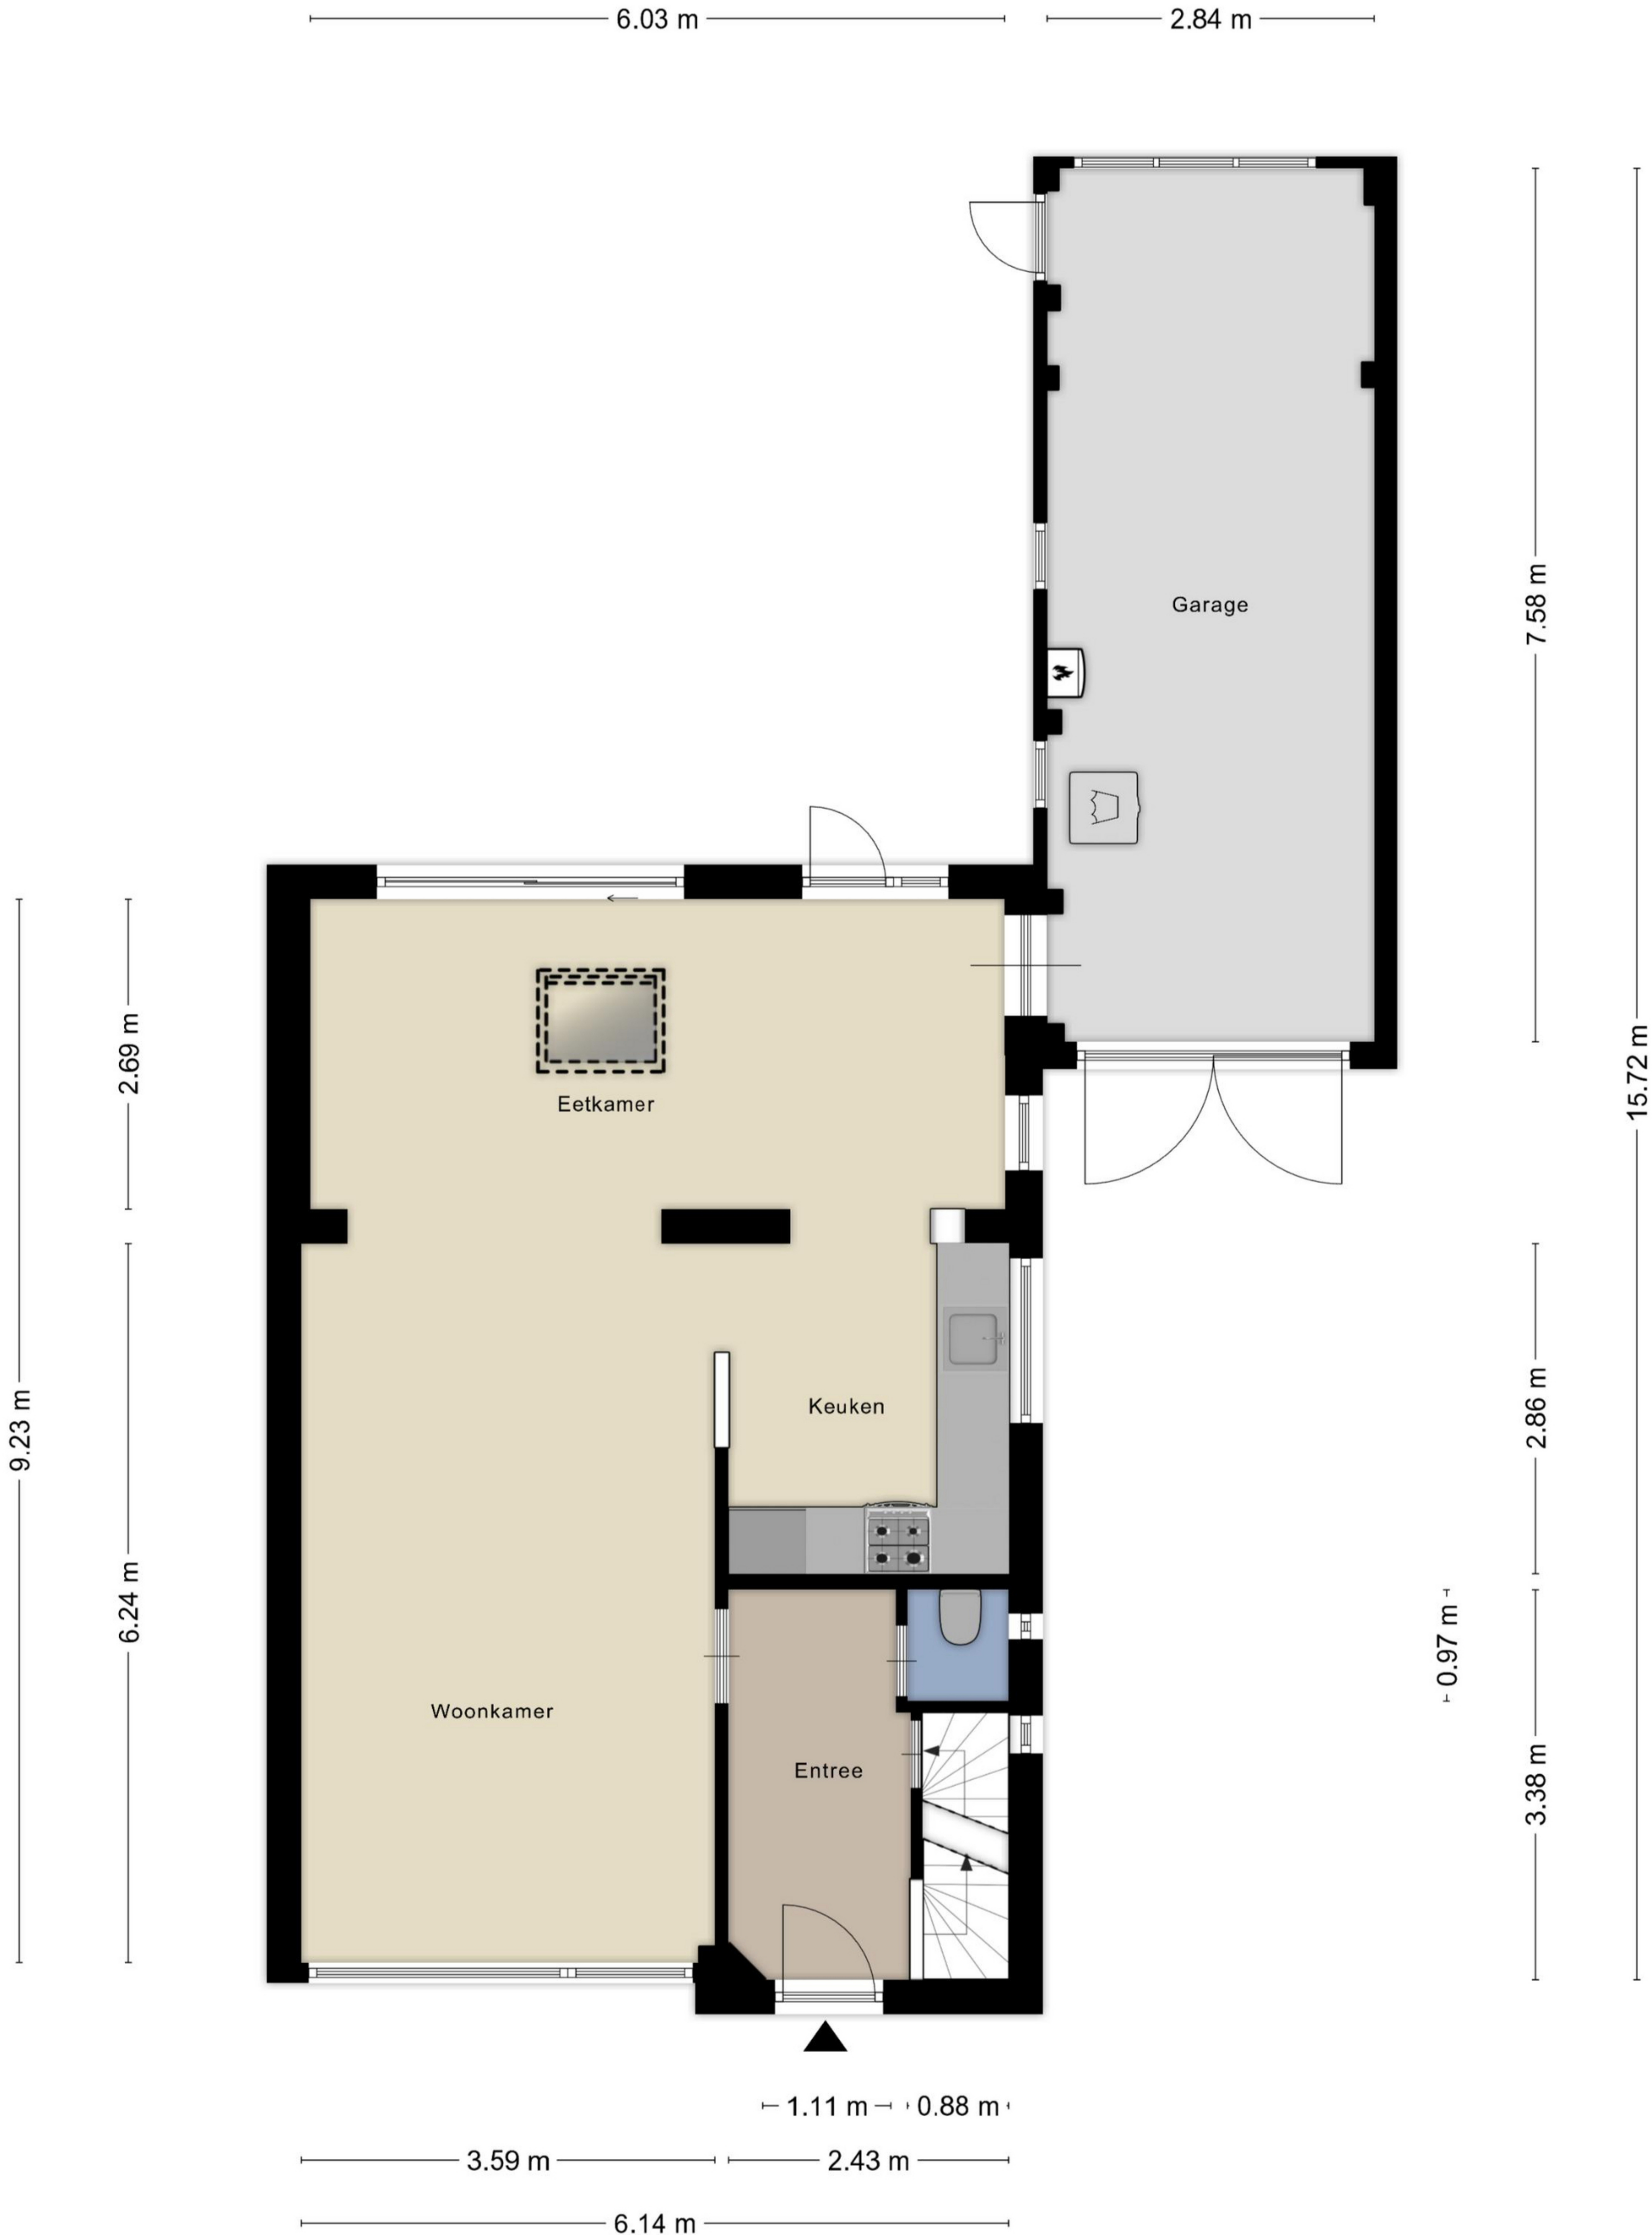 6.03 m
2.84 m
Garage
7.58 m
15.72 m
2.69 m
Eetkamer
9.23 m
Keuken
2.86 m
6.24 m
0.97 m
Woonkamer
Entree
3.38 m
1.11 m
0.88 m
3.59 m
2.43 m
6.14 m